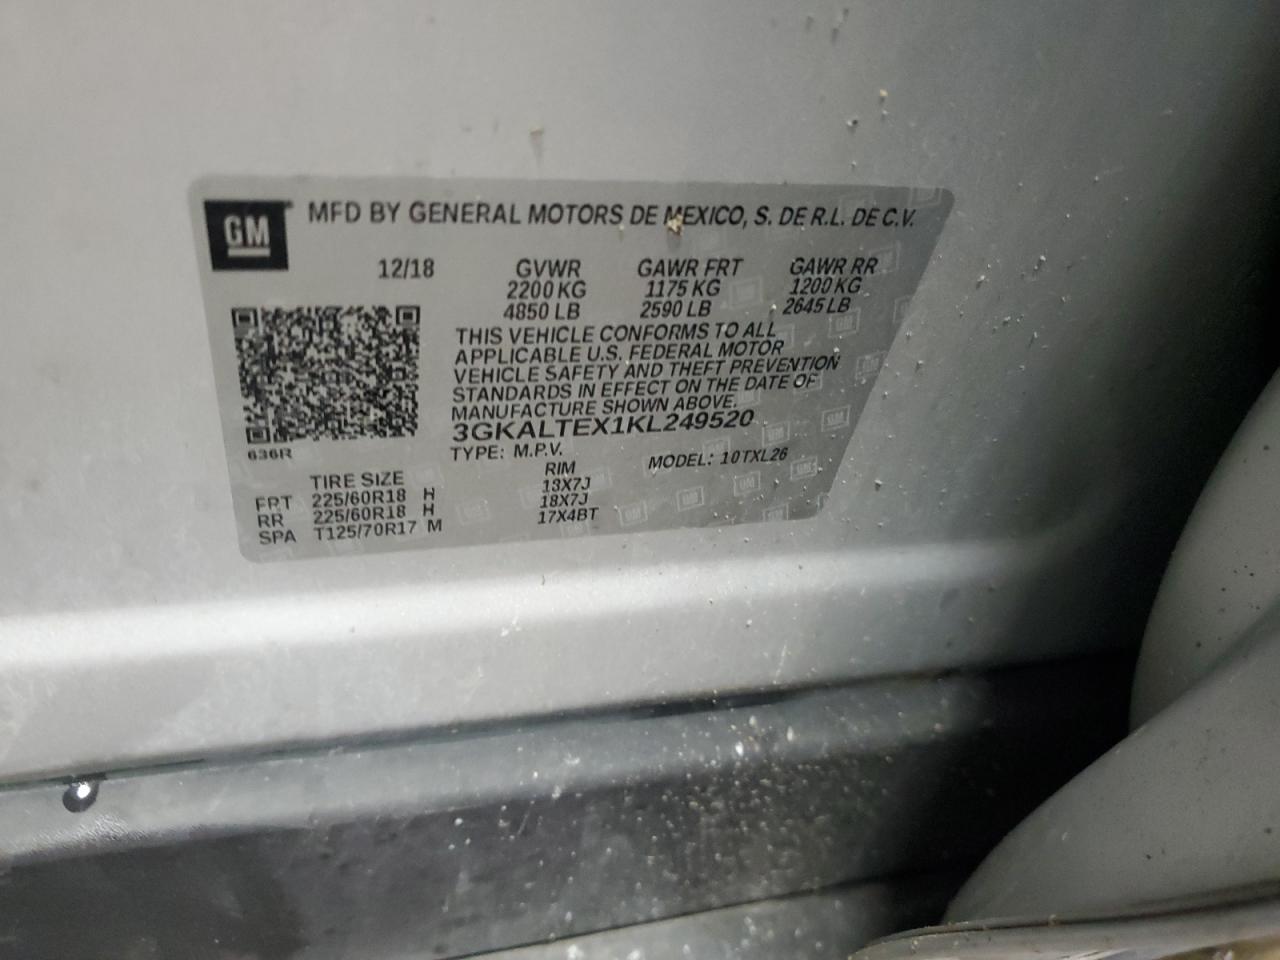 GM MFD BY GENERAL MOTORS DE MEXICO, S. DE R.L. DE C.V.
12/18 GVWR GAWR FRT GAWR RR
2200 KG 1175 KG 1200 KG
4850 LB 2590 LB 2645 LB
THIS VEHICLE CONFORMS TO ALL
APPLICABLE U.S. FEDERAL MOTOR
VEHICLE SAFETY AND THEFT PREVENTION
STANDARDS IN EFFECT ON THE DATE OF
MANUFACTURE SHOWN ABOVE.
3GKALTEX1KL249520
636R
TYPE: M.P.V. MODEL: 10TXL26
TIRE SIZE RIM
FRT 225/60R18 H 18X7J
RR 225/60R18 H 18X7J
SPA T125/70R17 M 17X4BT